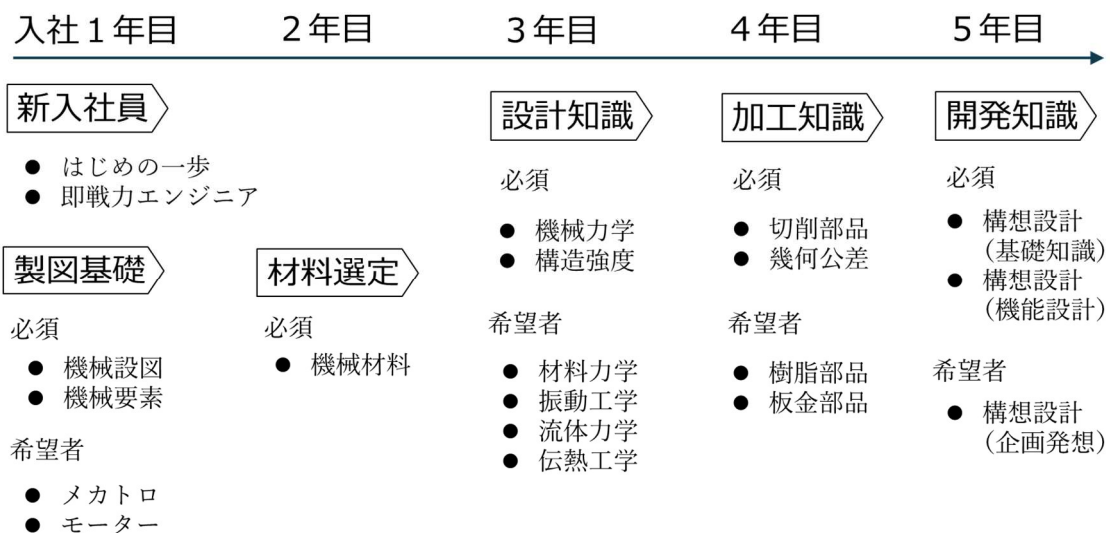 入社１年目
２年目
３年目
４年目
５年目
新入社員
● はじめの一歩
● 即戦力エンジニア
製図基礎
必須
● 機械設図
● 機械要素
希望者
● メカトロ
● モーター
材料選定
必須
● 機械材料
設計知識
必須
● 機械力学
● 構造強度
希望者
● 材料力学
● 振動工学
● 流体力学
● 伝熱工学
加工知識
必須
● 切削部品
● 幾何公差
希望者
● 樹脂部品
● 板金部品
開発知識
必須
● 構想設計
(基礎知識)
● 構想設計
(機能設計)
希望者
● 構想設計
(企画発想)